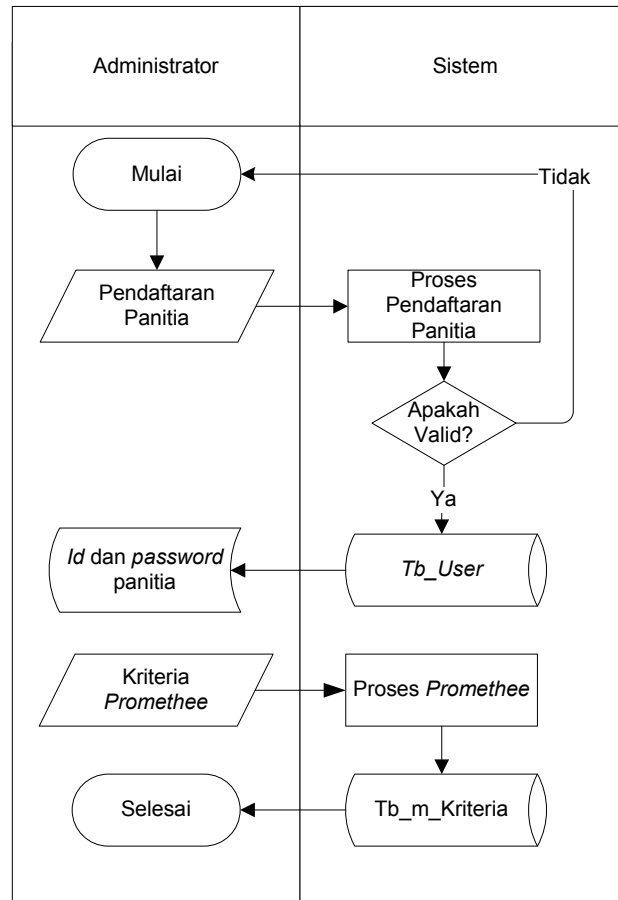 Administrator
Sistem
Mulai
Tidak
Pendaftaran
Panitia
Proses
Pendaftaran
Panitia
Apakah
Valid?
Ya
Id dan password
panitia
Tb_User
Kriteria
Promethee
Proses Promethee
Selesai
Tb_m_Kriteria